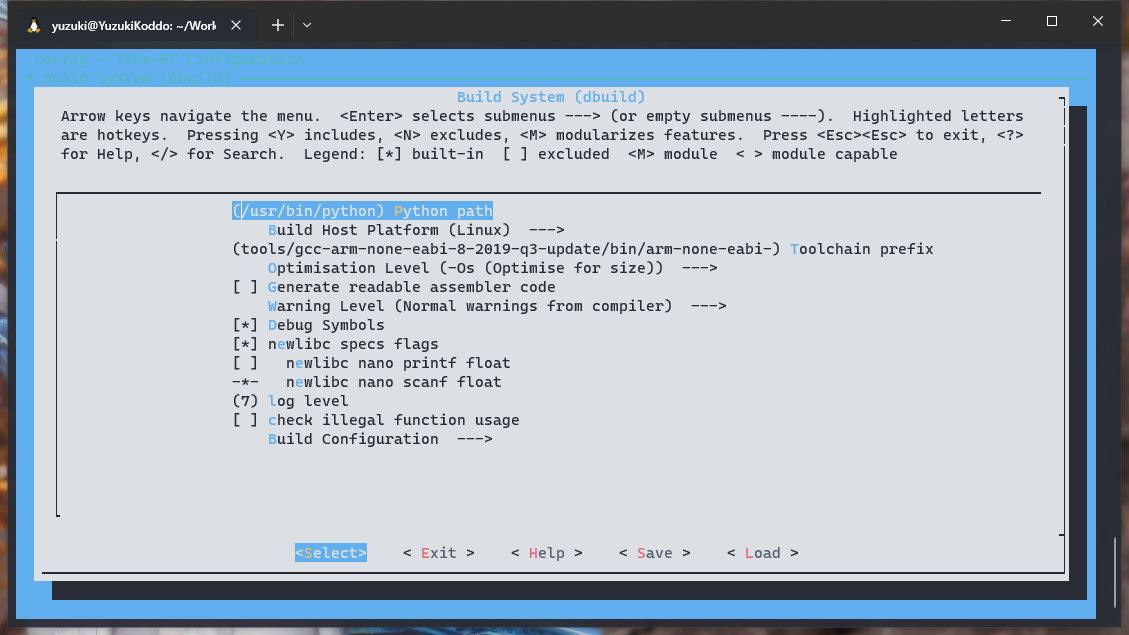 yuzuki@YuzukiKoddo: ~/Work
.config - Tina-RT Configuration
> Build System (dbuild)
Build System (dbuild)
Arrow keys navigate the menu.  <Enter> selects submenus ---> (or empty submenus ----).  Highlighted letters
are hotkeys.  Pressing <Y> includes, <N> excludes, <M> modularizes features.  Press <Esc><Esc> to exit, <?>
for Help, </> for Search.  Legend: [*] built-in  [ ] excluded  <M> module  < > module capable
(/usr/bin/python) Python path
Build Host Platform (Linux)  --->
(tools/gcc-arm-none-eabi-8-2019-q3-update/bin/arm-none-eabi-) Toolchain prefix
Optimisation Level (-Os (Optimise for size))  --->
[ ] Generate readable assembler code
Warning Level (Normal warnings from compiler)  --->
[*] Debug Symbols
[*] newlibc specs flags
[ ]   newlibc nano printf float
-*-   newlibc nano scanf float
(7) log level
[ ] check illegal function usage
Build Configuration  --->
<Select>    < Exit >    < Help >    < Save >    < Load >